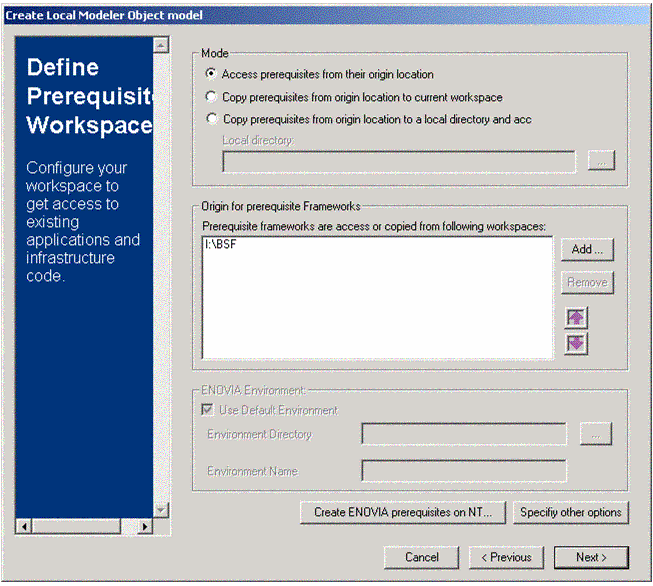 Create Local Modeler Object model
Define
Prerequisit
Workspace
Configure your
workspace to
get access to
existing
applications and
infrastructure
code.
Mode
Access prerequisites from their origin location
Copy prerequisites from origin location to current workspace
Copy prerequisites from origin location to a local directory and acc
Local directory:
...
Origin for prerequisite Frameworks
Prerequisite frameworks are access or copied from following workspaces:
I:\BSF
Add ...
Remove
ENOVIA Environment:
Use Default Environment
Environment Directory
...
Environment Name
Create ENOVIA prerequisites on NT...
Specifiy other options
Cancel
< Previous
Next >